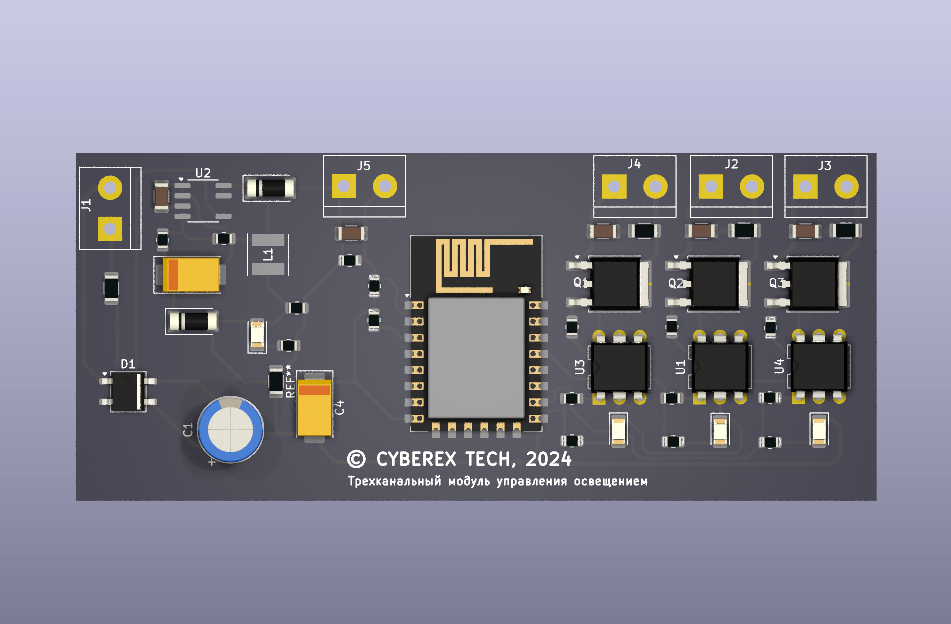 J1
U2
J5
J4
J2
J3
L1
Q1
Q2
Q3
D1
REF**
C4
C1
+
U3
U1
U4
© CYBEREX TECH, 2024
Трехканальный модуль управления освещением